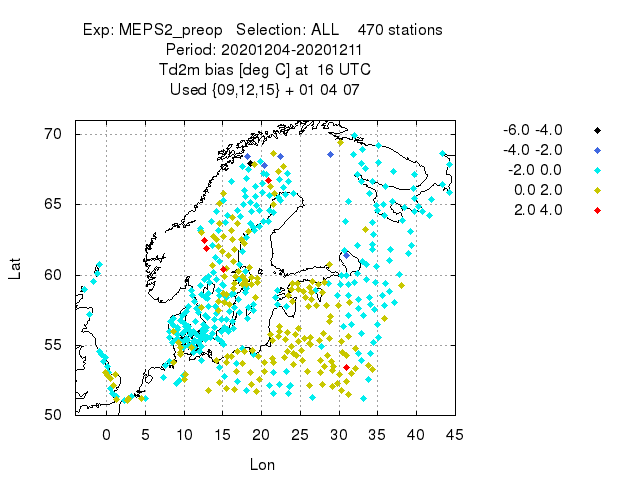 Exp: MEPS2_preop   Selection: ALL    470 stations
Period: 20201204-20201211
Td2m bias [deg C] at  16 UTC
Used {09,12,15} + 01 04 07
-6.0 -4.0
-4.0 -2.0
-2.0 0.0
0.0 2.0
2.0 4.0
70
65
60
55
50
Lat
0 5 10 15 20 25 30 35 40 45
Lon